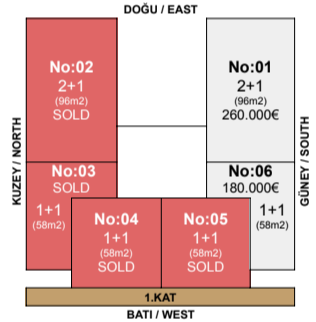 DOĞU / EAST
KUZEY / NORTH
No:02
2+1
(96m2)
SOLD
No:01
2+1
(96m2)
260.000€
GÜNEY / SOUTH
No:03
SOLD
1+1
(58m2)
No:06
180.000€
1+1
(58m2)
No:04
1+1
(58m2)
SOLD
No:05
1+1
(58m2)
SOLD
1.KAT
BATI / WEST